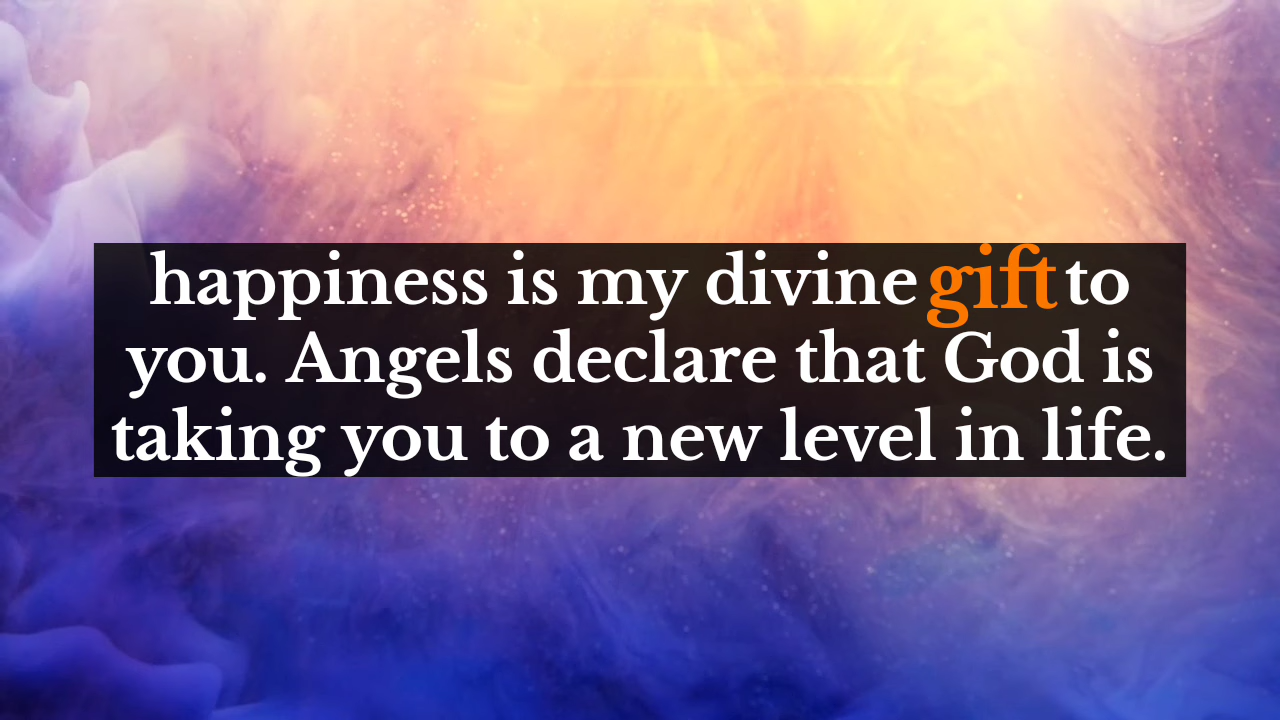 happiness is my divine gift to
you. Angels declare that God is
taking you to a new level in life.